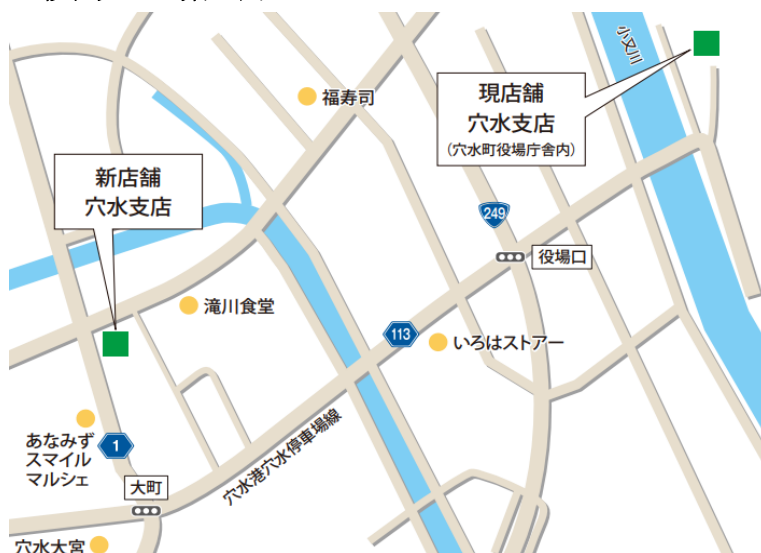 小又川
福寿司
現店舗
穴水支店
(穴水町役場庁舎内)
新店舗
穴水支店
249
役場口
滝川食堂
113
いろはストアー
あなみず
スマイル
マルシェ
1
大町
穴水港穴水停車場線
穴水大宮